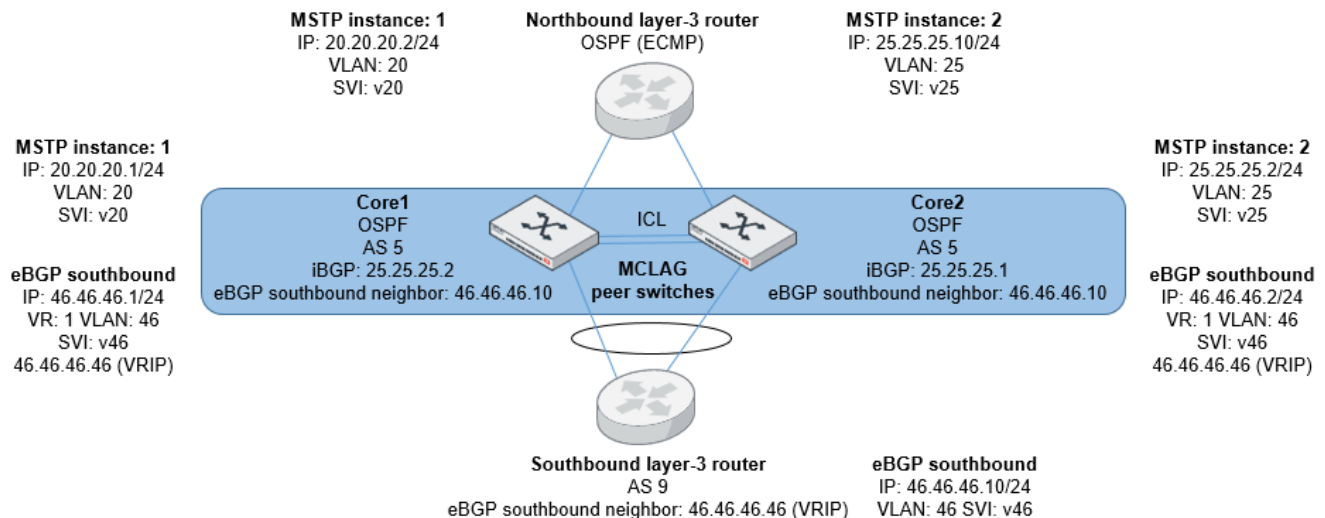 MSTP instance: 1
IP: 20.20.20.2/24
VLAN: 20
SVI: v20
Northbound layer-3 router
OSPF (ECMP)
MSTP instance: 2
IP: 25.25.25.10/24
VLAN: 25
SVI: v25
MSTP instance: 1
IP: 20.20.20.1/24
VLAN: 20
SVI: v20
eBGP southbound
IP: 46.46.46.1/24
VR: 1 VLAN: 46
SVI: v46
46.46.46.46 (VRIP)
Core1
OSPF
AS 5
iBGP: 25.25.25.2
eBGP southbound neighbor: 46.46.46.10
ICL
MCLAG
peer switches
Core2
OSPF
AS 5
iBGP: 25.25.25.1
eBGP southbound neighbor: 46.46.46.10
MSTP instance: 2
IP: 25.25.25.2/24
VLAN: 25
SVI: v25
eBGP southbound
IP: 46.46.46.2/24
VR: 1 VLAN: 46
SVI: v46
46.46.46.46 (VRIP)
Southbound layer-3 router
AS 9
eBGP southbound neighbor: 46.46.46.46 (VRIP)
eBGP southbound
IP: 46.46.46.10/24
VLAN: 46 SVI: v46